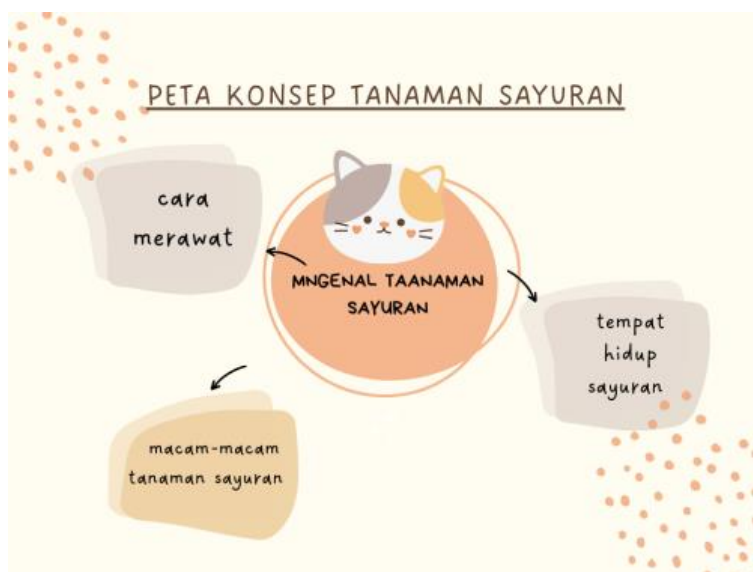 PETA KONSEP TANAMAN SAYURAN
cara
merawat
MNGENAL TAANAMAN
SAYURAN
tempat
hidup
sayuran
macam-macam
tanaman sayuran